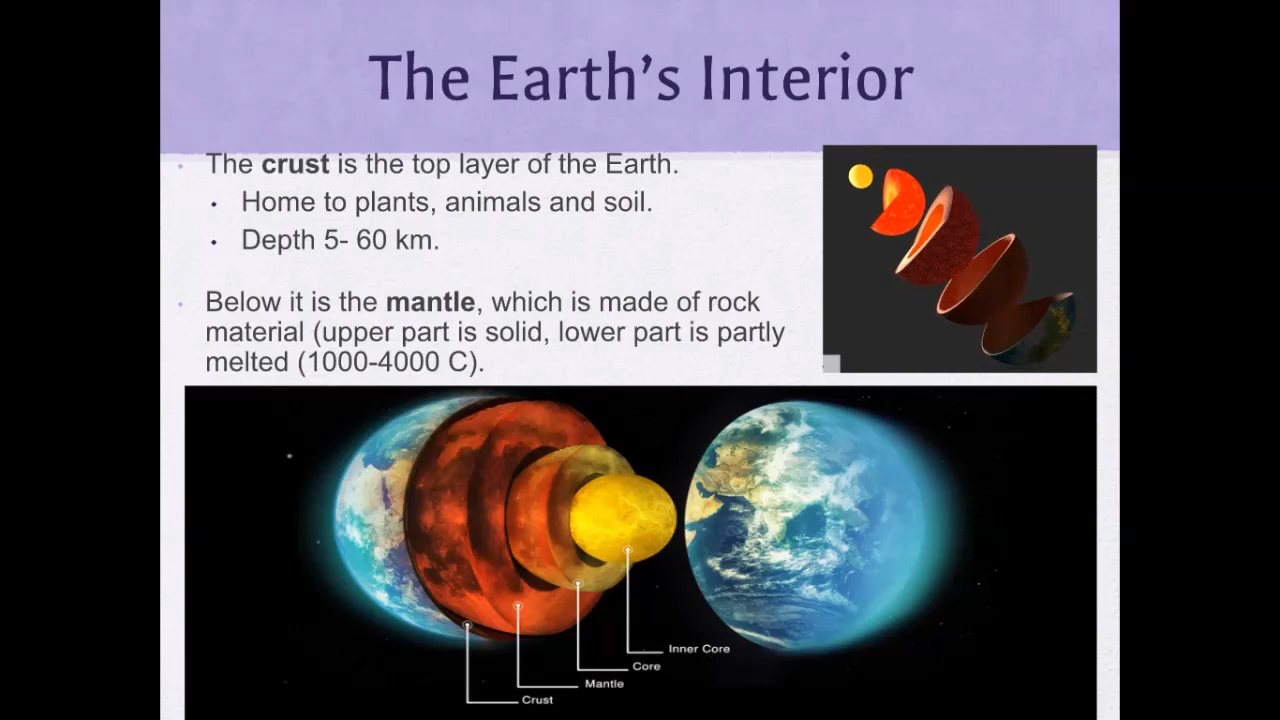 The Earth’s Interior
The crust is the top layer of the Earth.
Home to plants, animals and soil.
Depth 5- 60 km.
Below it is the mantle, which is made of rock
material (upper part is solid, lower part is partly
melted (1000-4000 C).
Inner Core
Core
Mantle
Crust